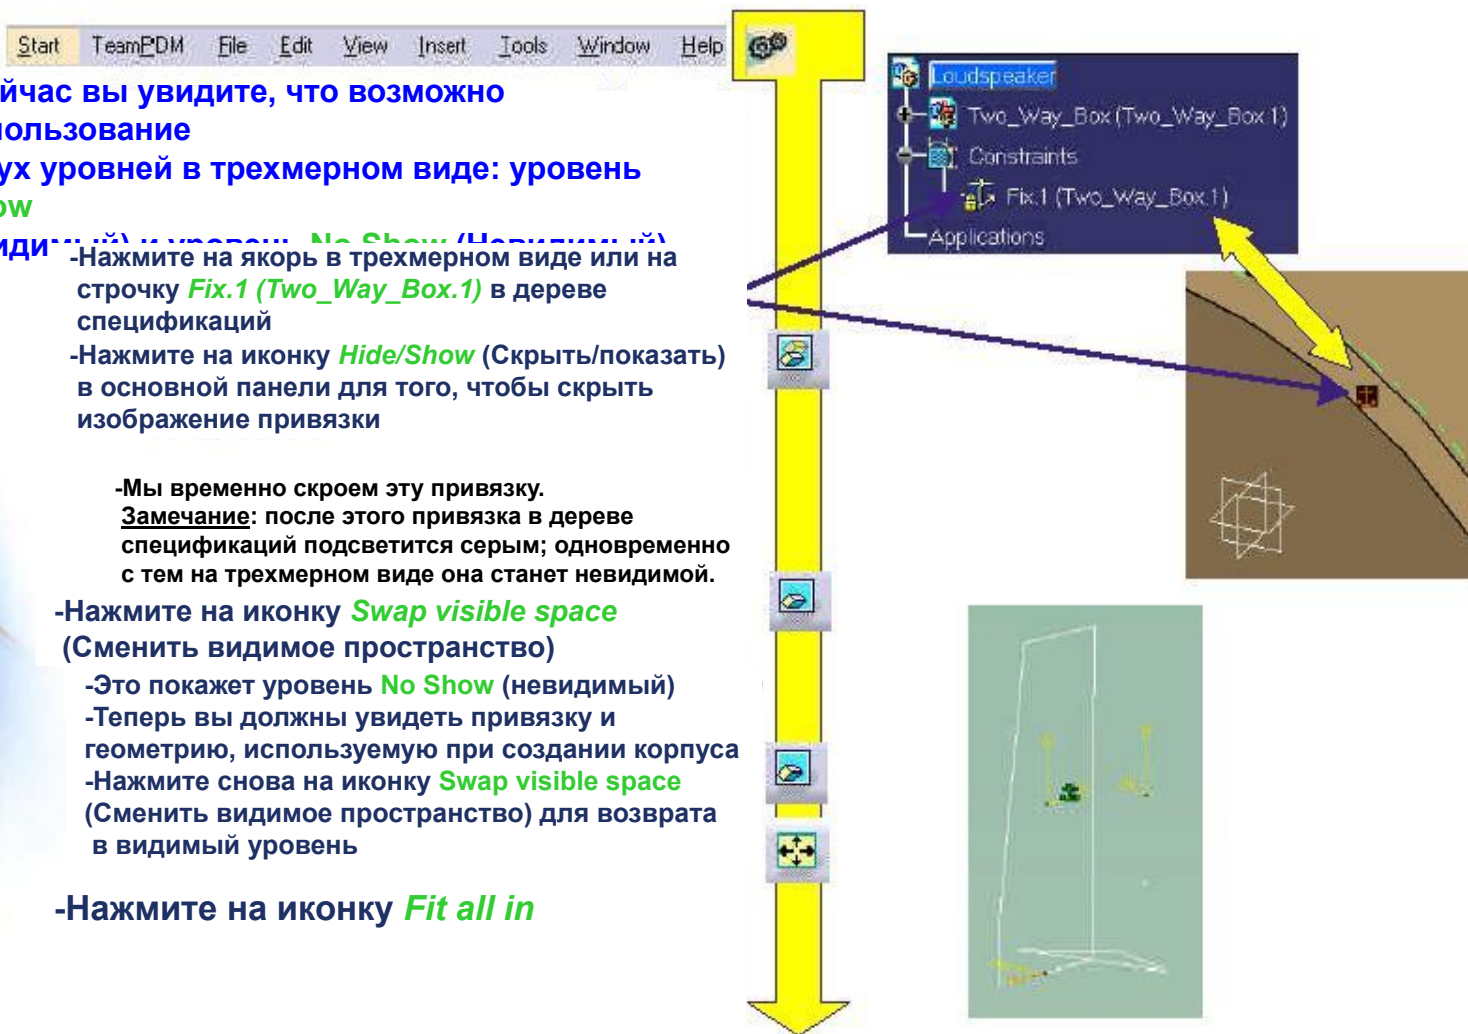 Start TeamPDM File Edit View Insert Tools Window Help
йчас вы увидите, что возможно
пользование
ух уровней в трехмерном виде: уровень
ow
видимый) и уровень No Show (Невидимый)
-Нажмите на якорь в трехмерном виде или на
строчку Fix.1 (Two_Way_Box.1) в дереве
спецификаций
-Нажмите на иконку Hide/Show (Скрыть/показать)
в основной панели для того, чтобы скрыть
изображение привязки
-Мы временно скроем эту привязку.
Замечание: после этого привязка в дереве
спецификаций подсветится серым; одновременно
с тем на трехмерном виде она станет невидимой.
-Нажмите на иконку Swap visible space
(Сменить видимое пространство)
-Это покажет уровень No Show (невидимый)
-Теперь вы должны увидеть привязку и
геометрию, используемую при создании корпуса
-Нажмите снова на иконку Swap visible space
(Сменить видимое пространство) для возврата
в видимый уровень
-Нажмите на иконку Fit all in
Loudspeaker
Two_Way_Box (Two_Way_Box.1)
Constraints
Fix.1 (Two_Way_Box.1)
Applications